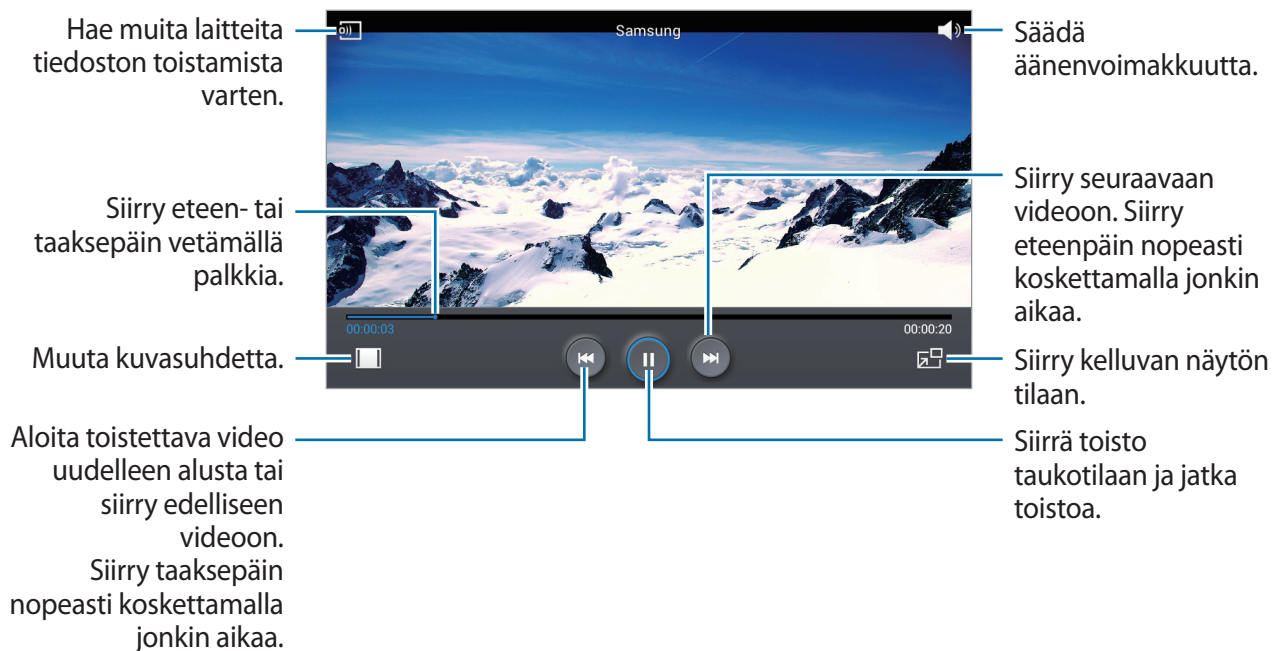 Hae muita laitteita
tiedoston toistamista
varten.
Samsung
Säädä
äänenvoimakkuutta.
Siirry eteen- tai
taaksepäin vetämällä
palkkia.
Siirry seuraavaan
videoon. Siirry
eteenpäin nopeasti
koskettamalla jonkin
aikaa.
00:00:03
00:00:20
Muuta kuvasuhdetta.
Siirry kelluvan näytön
tilaan.
Aloita toistettava video
uudelleen alusta tai
siirry edelliseen
videoon.
Siirry taaksepäin
nopeasti koskettamalla
jonkin aikaa.
Siirrä toisto
taukotilaan ja jatka
toistoa.